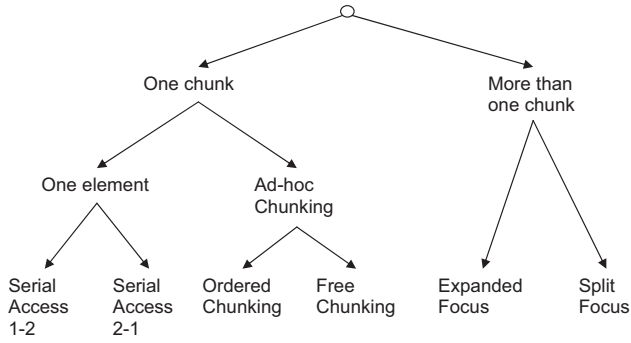 One chunk
More than
one chunk
One element
Ad-hoc
Chunking
Serial
Access
1-2
Serial
Access
2-1
Ordered
Chunking
Free
Chunking
Expanded
Focus
Split
Focus